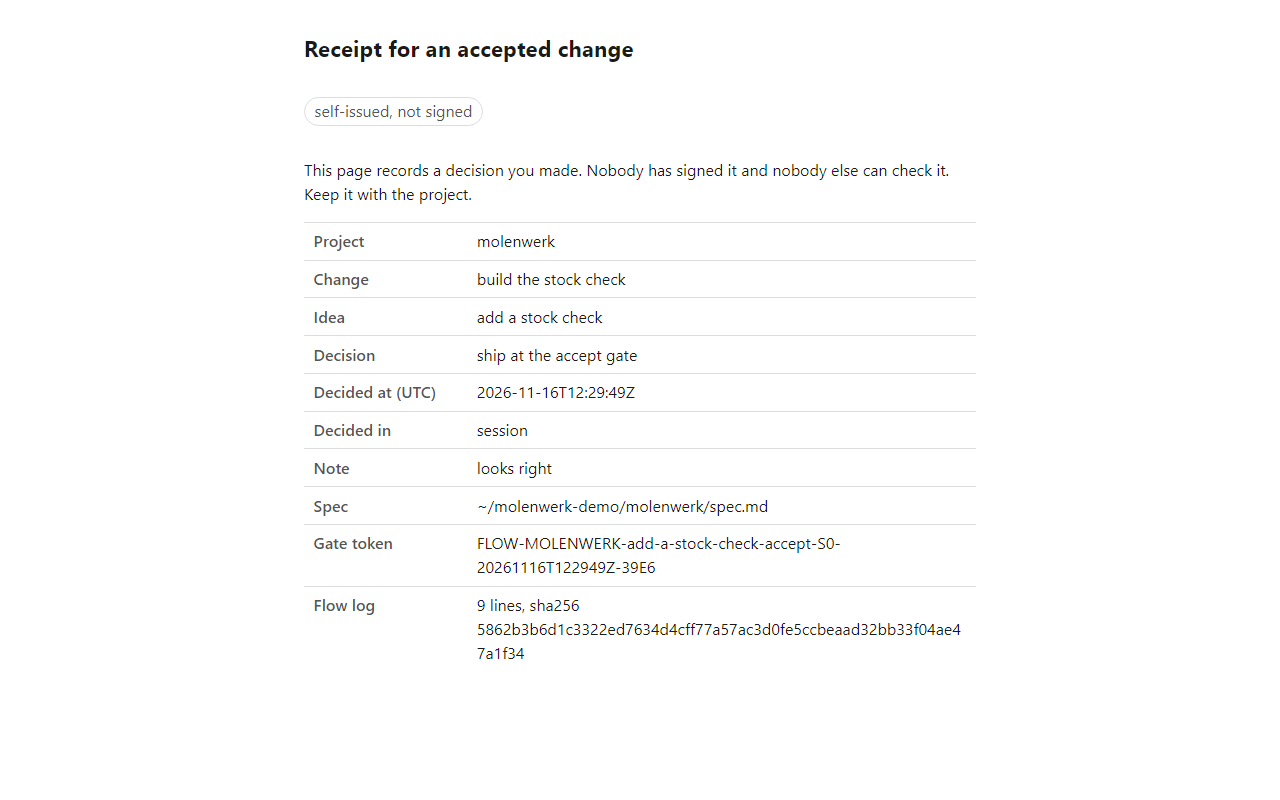 Receipt for an accepted change
self-issued, not signed
This page records a decision you made. Nobody has signed it and nobody else can check it.
Keep it with the project.
Project molenwerk
Change build the stock check
Idea add a stock check
Decision ship at the accept gate
Decided at (UTC) 2026-11-16T12:29:49Z
Decided in session
Note looks right
Spec ~/molenwerk-demo/molenwerk/spec.md
Gate token FLOW-MOLENWERK-add-a-stock-check-accept-S0-
20261116T122949Z-39E6
Flow log 9 lines, sha256
5862b3b6d1c3322ed7634d4cff77a57ac3d0fe5ccbeaad32bb33f04ae4
7a1f34